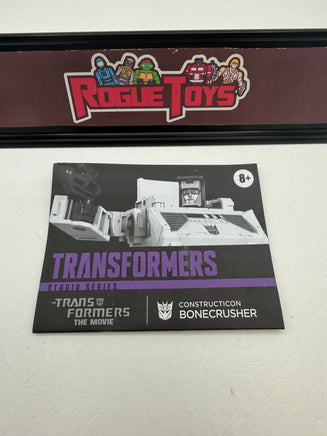 ROGUE TOYS
8+
TRANSFORMERS
STUDIO SERIES
THE TRANSFORMERS
THE MOVIE
CONSTRUCTICON
BONECRUSHER